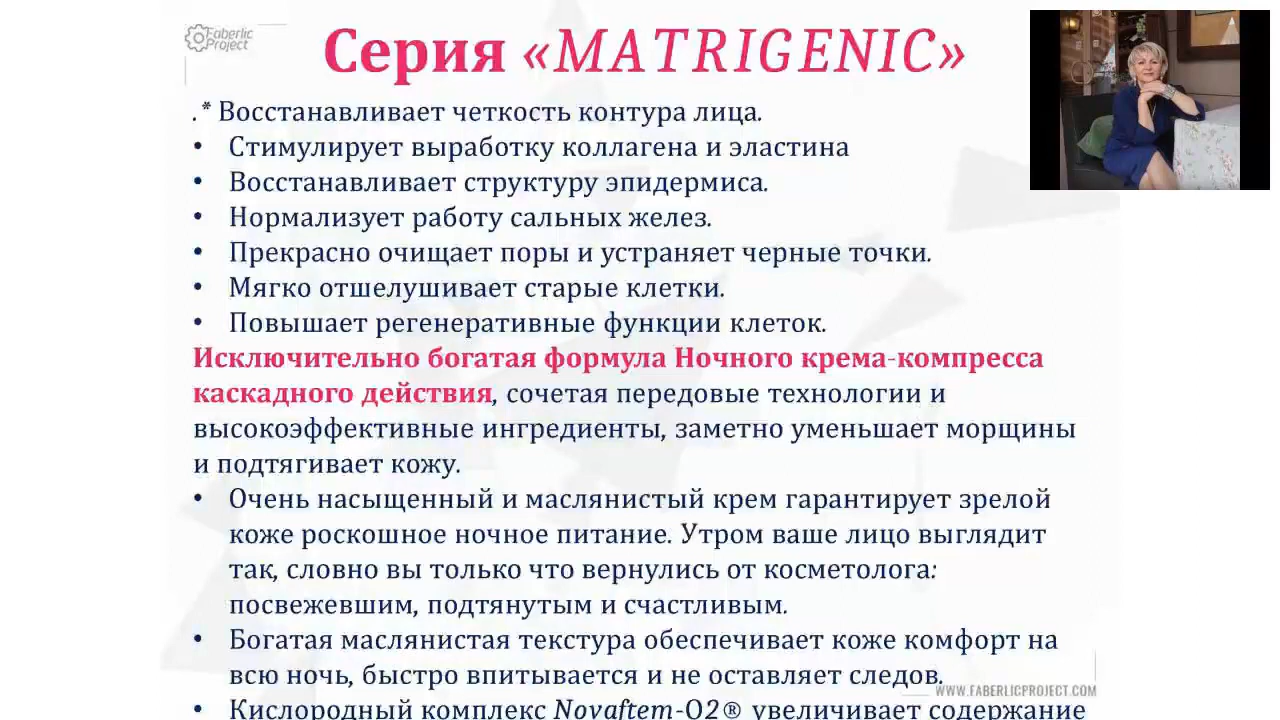 Faberlic
Project
Серия «MATRIGENIC»
.* Восстанавливает четкость контура лица.
• Стимулирует выработку коллагена и эластина
• Восстанавливает структуру эпидермиса.
• Нормализует работу сальных желез.
• Прекрасно очищает поры и устраняет черные точки.
• Мягко отшелушивает старые клетки.
• Повышает регенеративные функции клеток.
Исключительно богатая формула Ночного крема-компресса
каскадного действия, сочетая передовые технологии и
высокоэффективные ингредиенты, заметно уменьшает морщины
и подтягивает кожу.
• Очень насыщенный и маслянистый крем гарантирует зрелой
коже роскошное ночное питание. Утром ваше лицо выглядит
так, словно вы только что вернулись от косметолога:
посвежевшим, подтянутым и счастливым.
• Богатая маслянистая текстура обеспечивает коже комфорт на
всю ночь, быстро впитывается и не оставляет следов.
WWW.FABERLICPROJECT.COM
• Кислородный комплекс Novaftem-O2® увеличивает содержание